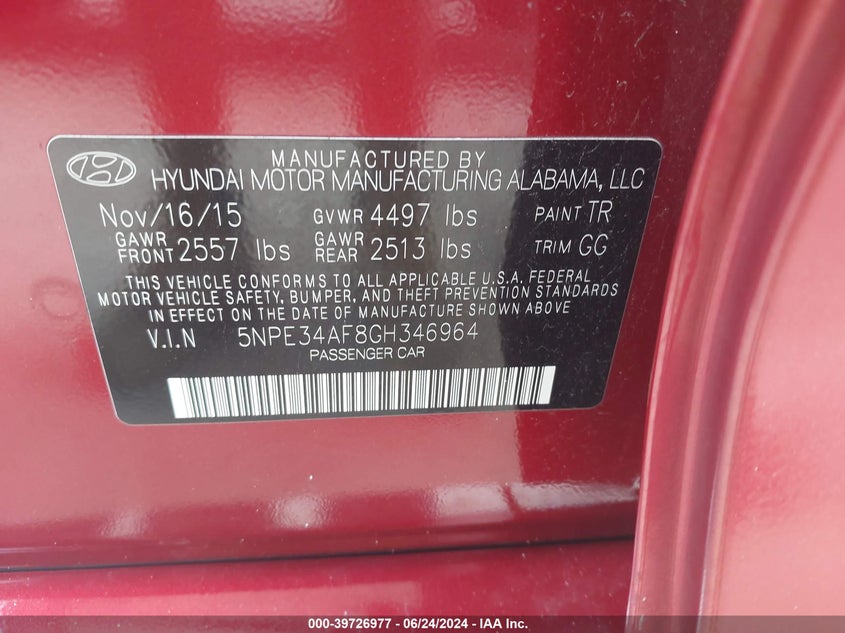 MANUFACTURED BY
HYUNDAI MOTOR MANUFACTURING ALABAMA, LLC
Nov/16/15 GVWR 4497 lbs PAINT TR
GAWR FRONT 2557 lbs GAWR REAR 2513 lbs TRIM GG
THIS VEHICLE CONFORMS TO ALL APPLICABLE U.S.A. FEDERAL
MOTOR VEHICLE SAFETY, BUMPER, AND THEFT PREVENTION STANDARDS
IN EFFECT ON THE DATE OF MANUFACTURE SHOWN ABOVE
V.I.N 5NPE34AF8GH346964
PASSENGER CAR
000-39726977 - 06/24/2024 - IAA Inc.